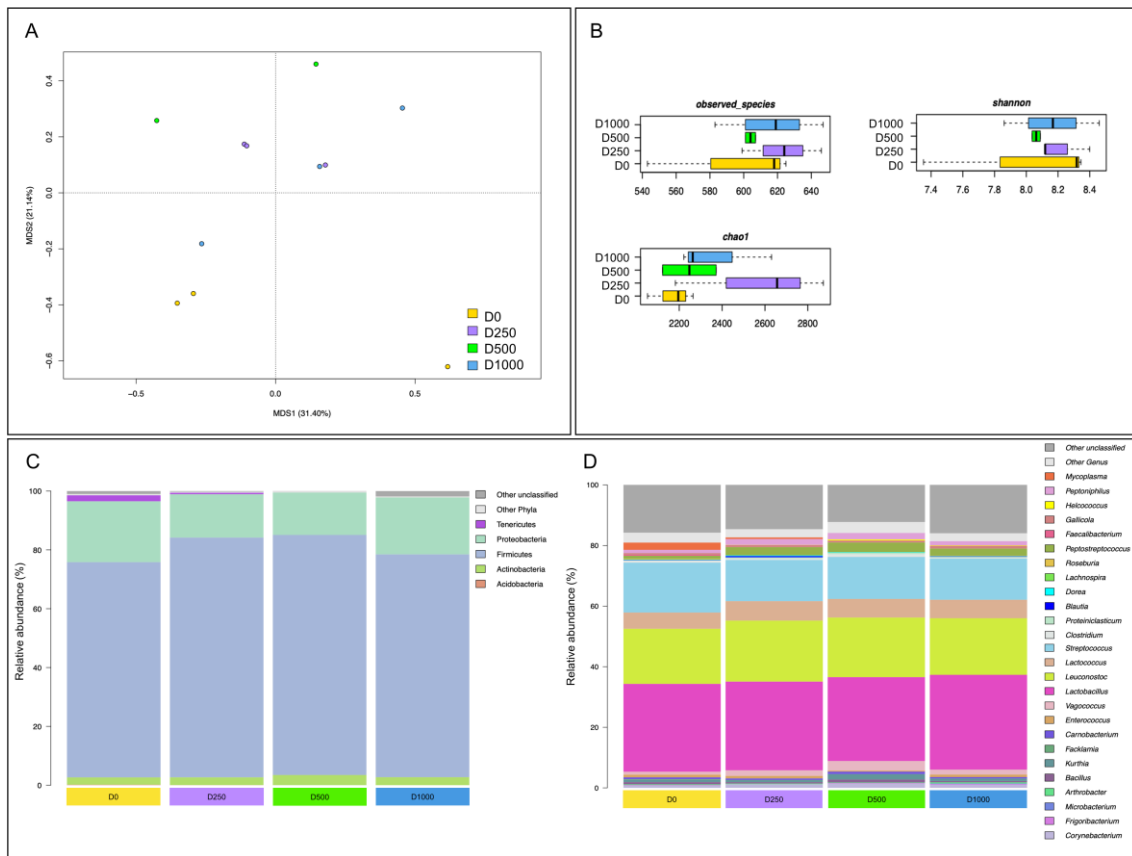 A
0.4
0.2
0.0
−0.2
−0.4
−0.6
MDS2 (21.14%)
−0.5
0.0
0.5
MDS1 (31.40%)
D0
D250
D500
D1000
B
observed_species
D1000
D500
D250
D0
540 560 580 600 620 640
shannon
D1000
D500
D250
D0
7.4 7.6 7.8 8.0 8.2 8.4
chao1
D1000
D500
D250
D0
2200 2400 2600 2800
C
100
80
60
40
20
0
Relative abundance (%)
D0 D250 D500 D1000
Other unclassified
Other Phyla
Tenericutes
Proteobacteria
Firmicutes
Actinobacteria
Acidobacteria
D
100
80
60
40
20
0
Relative abundance (%)
D0 D250 D500 D1000
Other unclassified
Other Genus
Mycoplasma
Peptoniphilus
Helcococcus
Gallicola
Faecalibacterium
Peptostreptococcus
Roseburia
Lachnospira
Dorea
Blautia
Proteiniclasticum
Clostridium
Streptococcus
Lactococcus
Leuconostoc
Lactobacillus
Vagococcus
Enterococcus
Carnobacterium
Facklamia
Kurthia
Bacillus
Arthrobacter
Microbacterium
Frigoribacterium
Corynebacterium